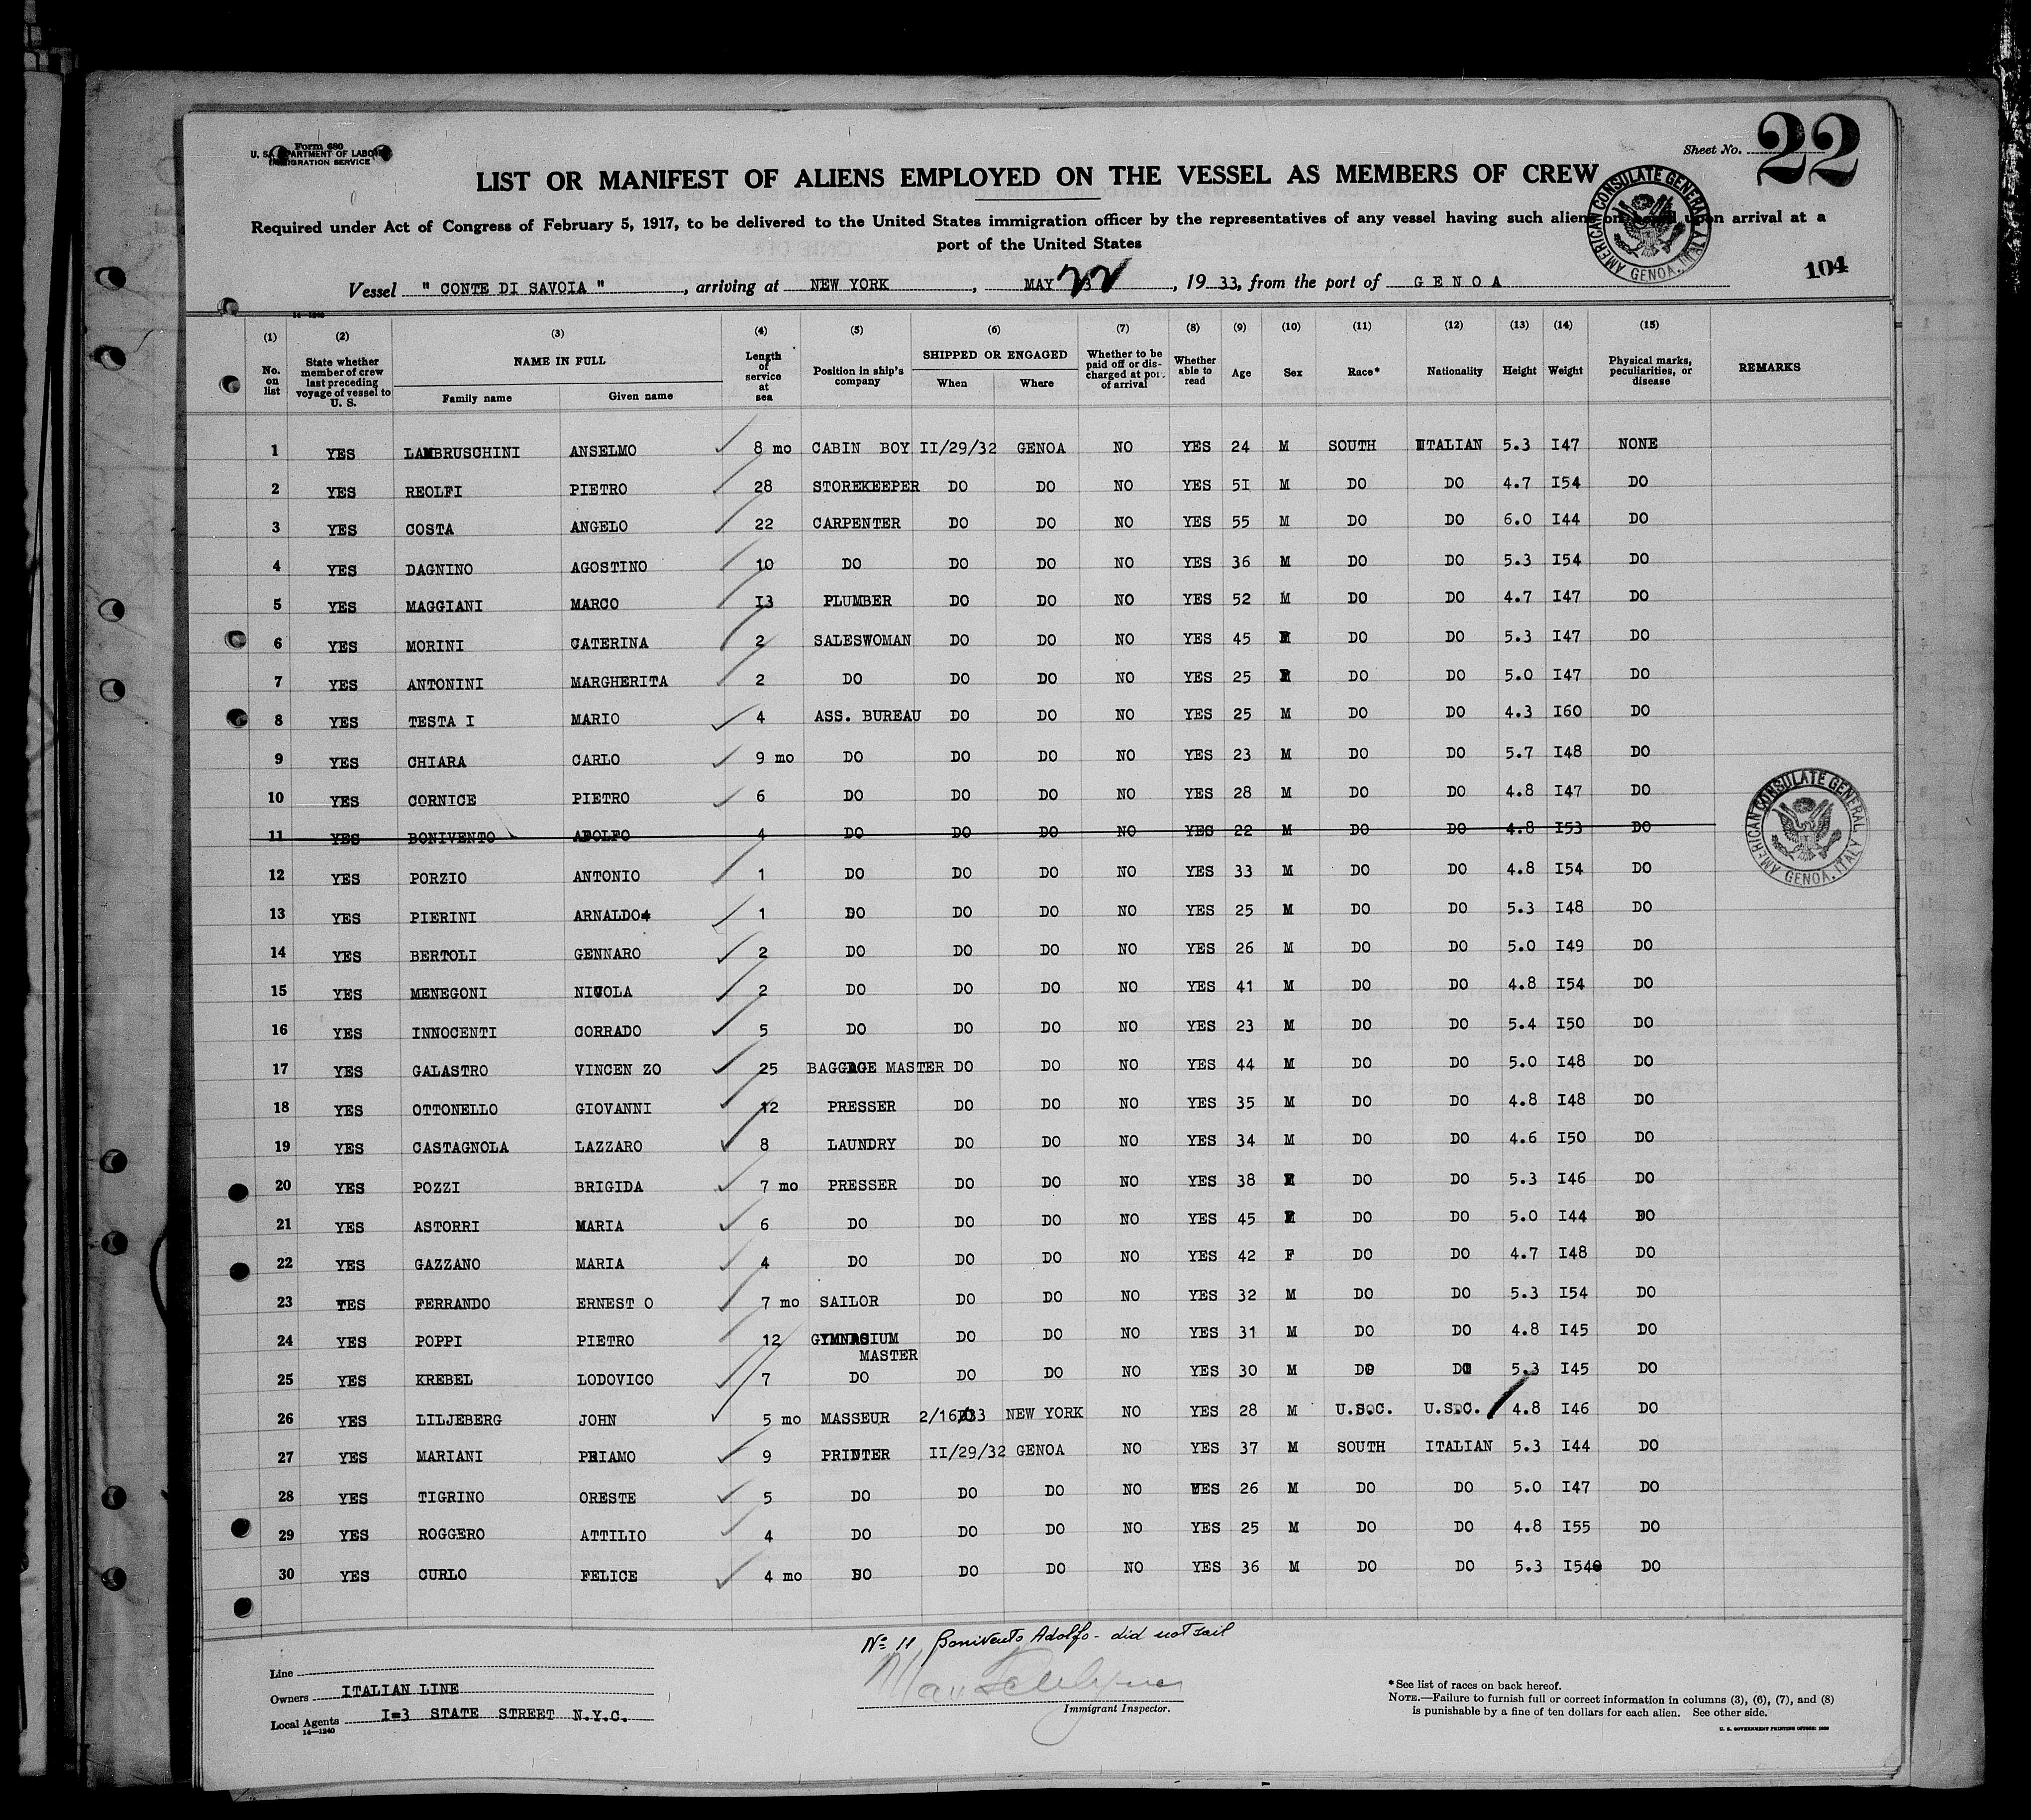 Form 680
U. S. DEPARTMENT OF LABOR
IMMIGRATION SERVICE
Sheet No. 22
LIST OR MANIFEST OF ALIENS EMPLOYED ON THE VESSEL AS MEMBERS OF CREW
Required under Act of Congress of February 5, 1917, to be delivered to the United States immigration officer by the representatives of any vessel having such aliens on board upon arrival at a
port of the United States
AMERICAN CONSULATE GENERAL GENOA, ITALY
104
Vessel " CONTE DI SAVOIA ", arriving at NEW YORK, MAY 22, 1933, from the port of GENOA
14—1240
(1) (2) (3) (4) (5) (6) (7) (8) (9) (10) (11) (12) (13) (14) (15)
No. on list State whether member of crew last preceding voyage of vessel to U. S. NAME IN FULL Family name Given name Length of service at sea Position in ship's company SHIPPED OR ENGAGED When Where Whether to be paid off or discharged at port of arrival Whether able to read Age Sex Race* Nationality Height Weight Physical marks, peculiarities, or disease REMARKS
1 YES LAMBRUSCHINI ANSELMO 8 mo CABIN BOY II/29/32 GENOA NO YES 24 M SOUTH ITALIAN 5.3 I47 NONE
2 YES REOLFI PIETRO 28 STOREKEEPER DO DO NO YES 5I M DO DO 4.7 I54 DO
3 YES COSTA ANGELO 22 CARPENTER DO DO NO YES 55 M DO DO 6.0 I44 DO
4 YES DAGNINO AGOSTINO 10 DO DO DO NO YES 36 M DO DO 5.3 I54 DO
5 YES MAGGIANI MARCO I3 PLUMBER DO DO NO YES 52 M DO DO 4.7 I47 DO
6 YES MORINI CATERINA 2 SALESWOMAN DO DO NO YES 45 F DO DO 5.3 I47 DO
7 YES ANTONINI MARGHERITA 2 DO DO DO NO YES 25 F DO DO 5.0 I47 DO
8 YES TESTA I MARIO 4 ASS. BUREAU DO DO NO YES 25 M DO DO 4.3 I60 DO
9 YES CHIARA CARLO 9 mo DO DO DO NO YES 23 M DO DO 5.7 I48 DO
10 YES CORNICE PIETRO 6 DO DO DO NO YES 28 M DO DO 4.8 I47 DO
11 YES BONIVENTO ADOLFO 4 DO DO DO NO YES 22 M DO DO 4.8 I53 DO
AMERICAN CONSULATE GENERAL GENOA, ITALY
12 YES PORZIO ANTONIO 1 DO DO DO NO YES 33 M DO DO 4.8 I54 DO
13 YES PIERINI ARNALDO 1 DO DO DO NO YES 25 M DO DO 5.3 I48 DO
14 YES BERTOLI GENNARO 2 DO DO DO NO YES 26 M DO DO 5.0 I49 DO
15 YES MENEGONI NICOLA 2 DO DO DO NO YES 41 M DO DO 4.8 I54 DO
16 YES INNOCENTI CORRADO 5 DO DO DO NO YES 23 M DO DO 5.4 I50 DO
17 YES GALASTRO VINCEN ZO 25 BAGGAGE MASTER DO DO NO YES 44 M DO DO 5.0 I48 DO
18 YES OTTONELLO GIOVANNI 12 PRESSER DO DO NO YES 35 M DO DO 4.8 I48 DO
19 YES CASTAGNOLA LAZZARO 8 LAUNDRY DO DO NO YES 34 M DO DO 4.6 I50 DO
20 YES POZZI BRIGIDA 7 mo PRESSER DO DO NO YES 38 F DO DO 5.3 I46 DO
21 YES ASTORRI MARIA 6 DO DO DO NO YES 45 F DO DO 5.0 I44 DO
22 YES GAZZANO MARIA 4 DO DO DO NO YES 42 F DO DO 4.7 I48 DO
23 YES FERRANDO ERNEST O 7 mo SAILOR DO DO NO YES 32 M DO DO 5.3 I54 DO
24 YES POPPI PIETRO 12 GYMNASIUM MASTER DO DO NO YES 31 M DO DO 4.8 I45 DO
25 YES KREBEL LODOVICO 7 DO DO DO NO YES 30 M DO DO 5.3 I45 DO
26 YES LILJEBERG JOHN 5 mo MASSEUR 2/16/33 NEW YORK NO YES 28 M U.S.C. U.S.C. 4.8 I46 DO
27 YES MARIANI PRIAMO 9 PRINTER II/29/32 GENOA NO YES 37 M SOUTH ITALIAN 5.3 I44 DO
28 YES TIGRINO ORESTE 5 DO DO DO NO YES 26 M DO DO 5.0 I47 DO
29 YES ROGGERO ATTILIO 4 DO DO DO NO YES 25 M DO DO 4.8 I55 DO
30 YES CURLO FELICE 4 mo DO DO DO NO YES 36 M DO DO 5.3 I54 DO
No 11 Bonivento Adolfo - did not sail
Line
Owners ITALIAN LINE
Local Agents I=3 STATE STREET N.Y.C.
14—1240
Immigrant Inspector.
*See list of races on back hereof.
NOTE.—Failure to furnish full or correct information in columns (3), (6), (7), and (8)
is punishable by a fine of ten dollars for each alien. See other side.
U. S. GOVERNMENT PRINTING OFFICE: 1930